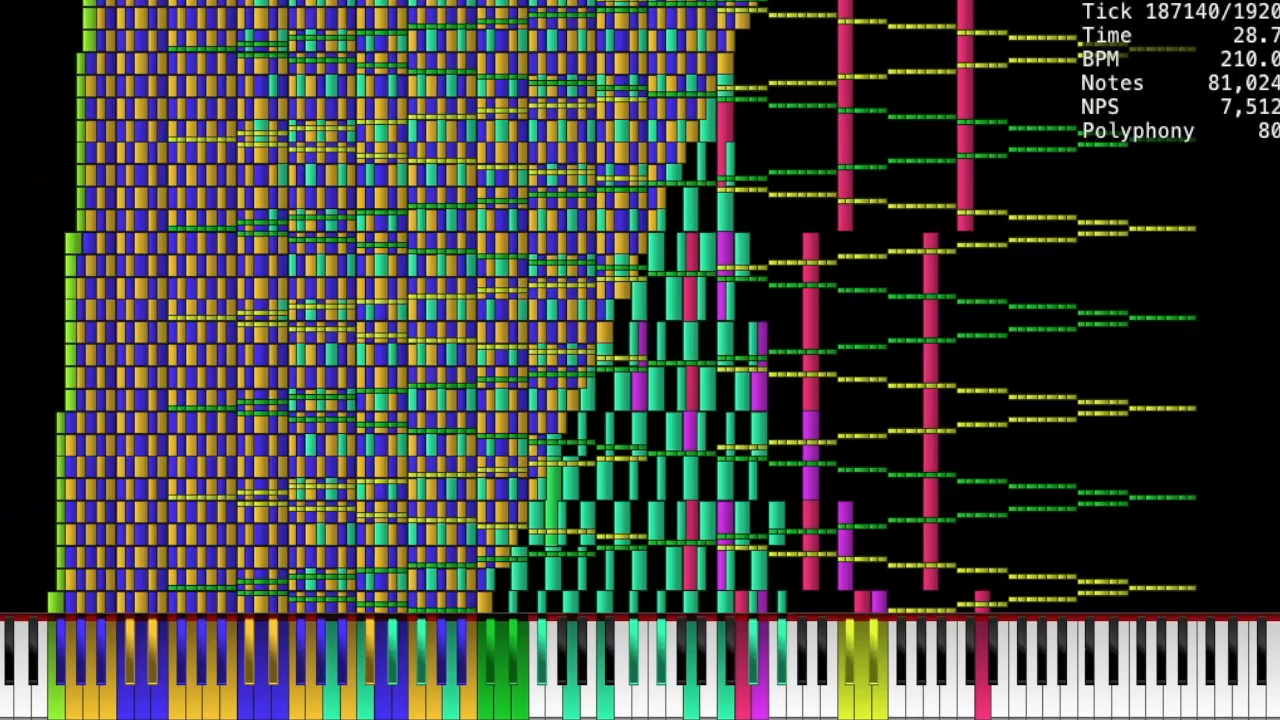 Tick 187140/1920
Time 28.7
BPM 210.0
Notes 81,024
NPS 7,512
Polyphony 80